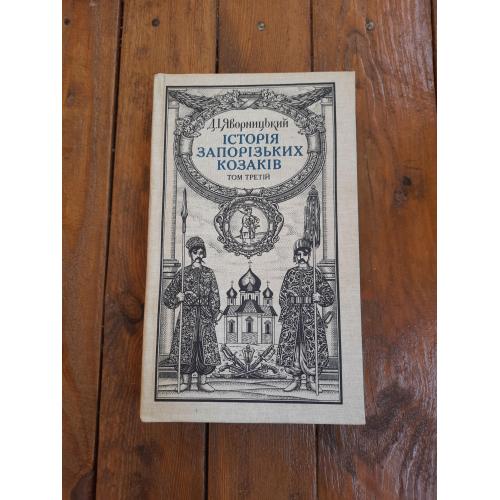 Д.І.Яворницький
ІСТОРІЯ
ЗАПОРІЗЬКИХ
КОЗАКІВ
ТОМ ТРЕТІЙ